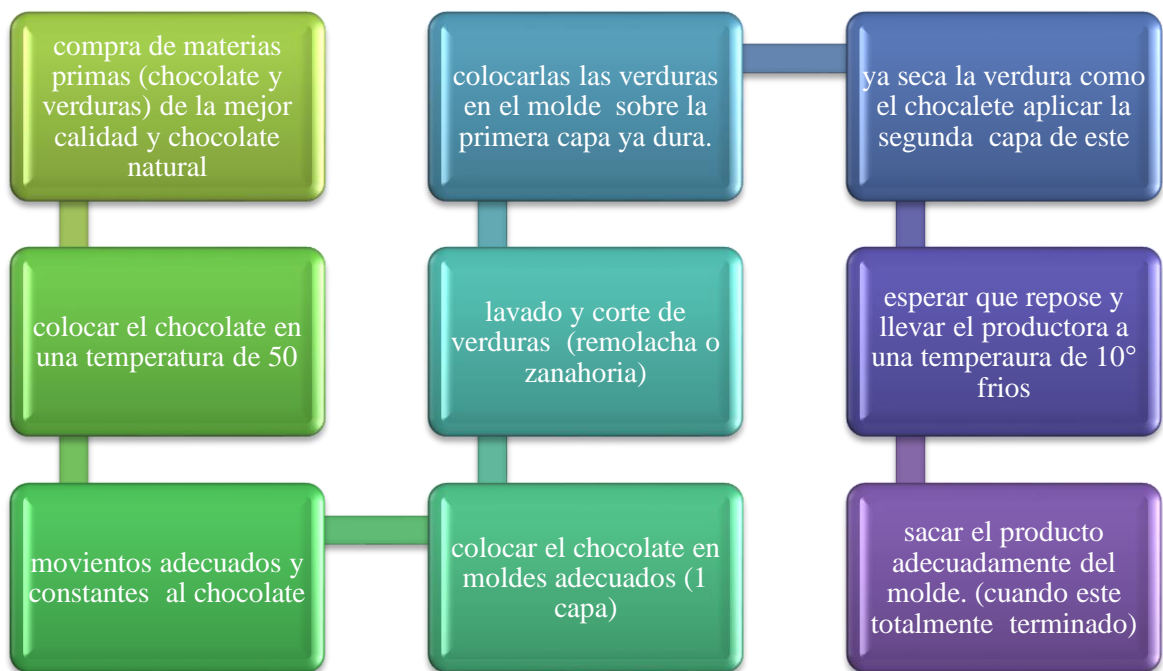 compra de materias
primas (chocolate y
verduras) de la mejor
calidad y chocolate
natural
colocar el chocolate en
una temperatura de 50
movientos adecuados y
constantes al chocolate
colocar el chocolate en
moldes adecuados (1
capa)
lavado y corte de
verduras (remolacha o
zanahoria)
colocarlas las verduras
en el molde sobre la
primera capa ya dura.
ya seca la verdura como
el chocalete aplicar la
segunda capa de este
esperar que repose y
llevar el productora a
una temperaura de 10°
frios
sacar el producto
adecuadamente del
molde. (cuando este
totalmente terminado)